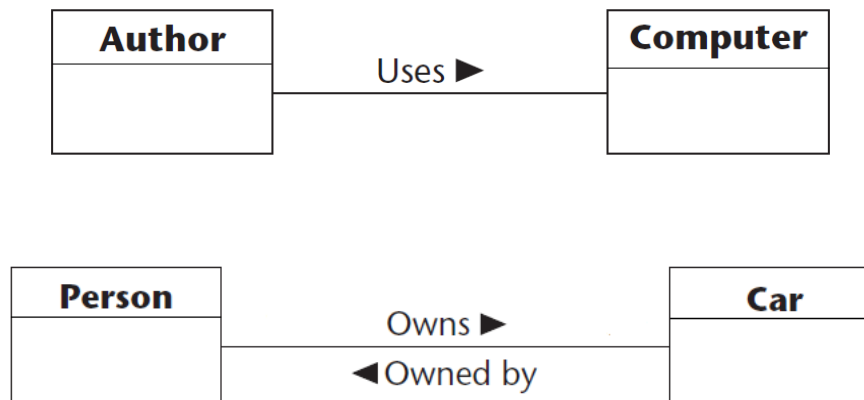 Author
Computer
Uses ►
Person
Car
Owns ►
◄ Owned by